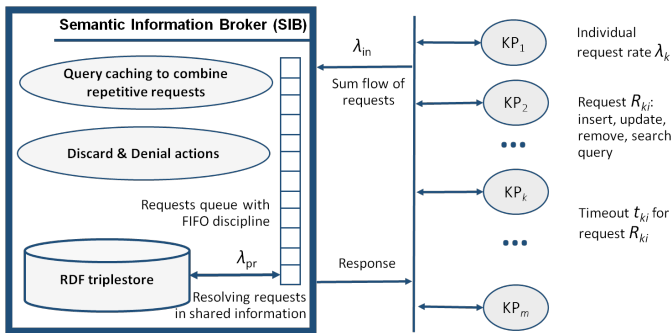 Semantic Information Broker (SIB)
Query caching to combine
repetitive requests
Discard & Denial actions
Requests queue with
FIFO discipline
RDF triplestore
λpr
Resolving requests
in shared information
λin
Sum flow of
requests
Response
KP1
KP2
•••
KPk
•••
KPm
Individual
request rate λk
Request Rki:
insert, update,
remove, search
query
Timeout tki for
request Rki